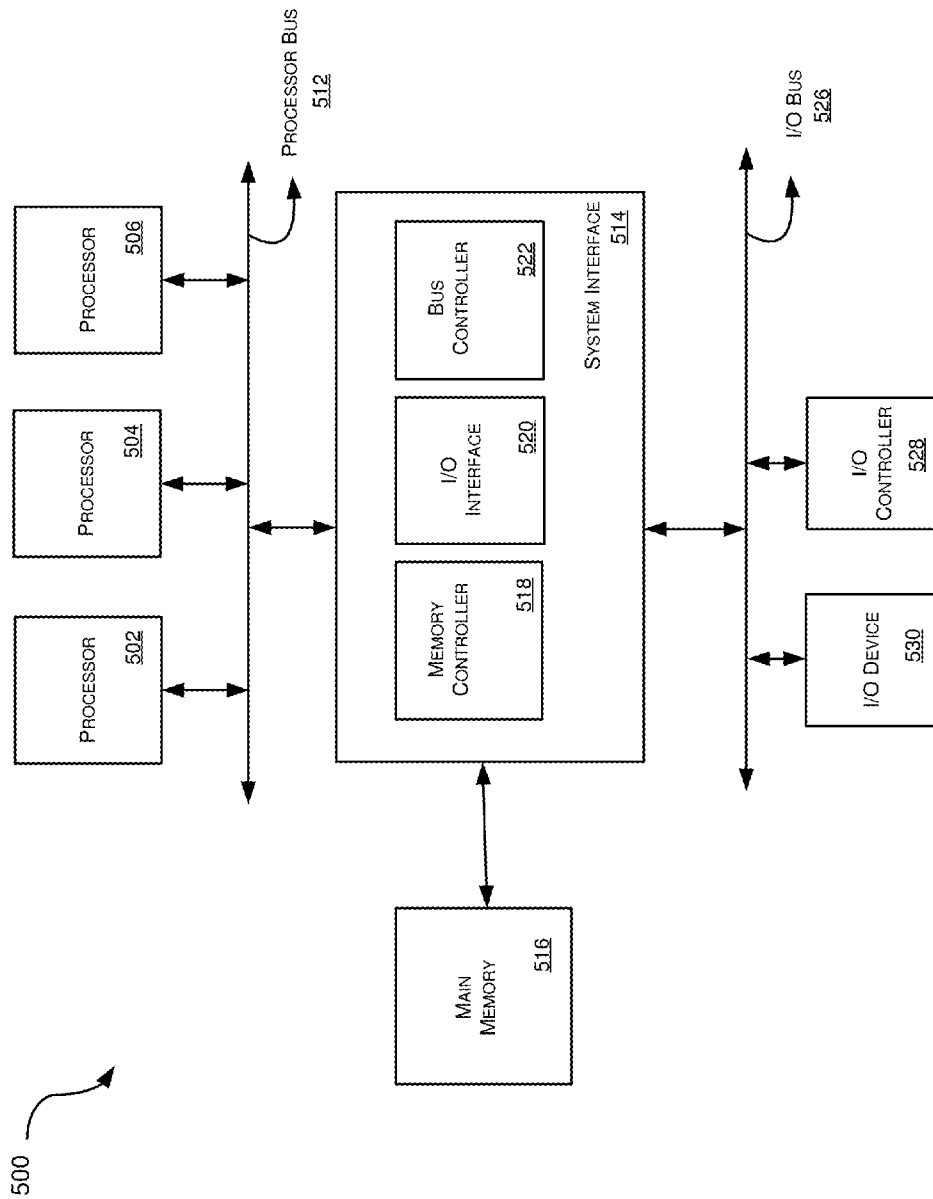 500
PROCESSOR
502
PROCESSOR
504
PROCESSOR
506
PROCESSOR BUS
512
MAIN
MEMORY
516
MEMORY
CONTROLLER
518
I/O
INTERFACE
520
BUS
CONTROLLER
522
SYSTEM INTERFACE
514
I/O BUS
526
I/O DEVICE
530
I/O
CONTROLLER
528